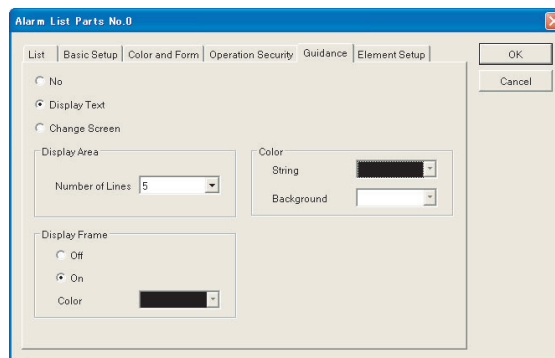 Alarm List Parts No.0
List Basic Setup Color and Form Operation Security Guidance Element Setup
OK
Cancel
No
Display Text
Change Screen
Display Area
Number of Lines 5
Color
String
Background
Display Frame
Off
On
Color